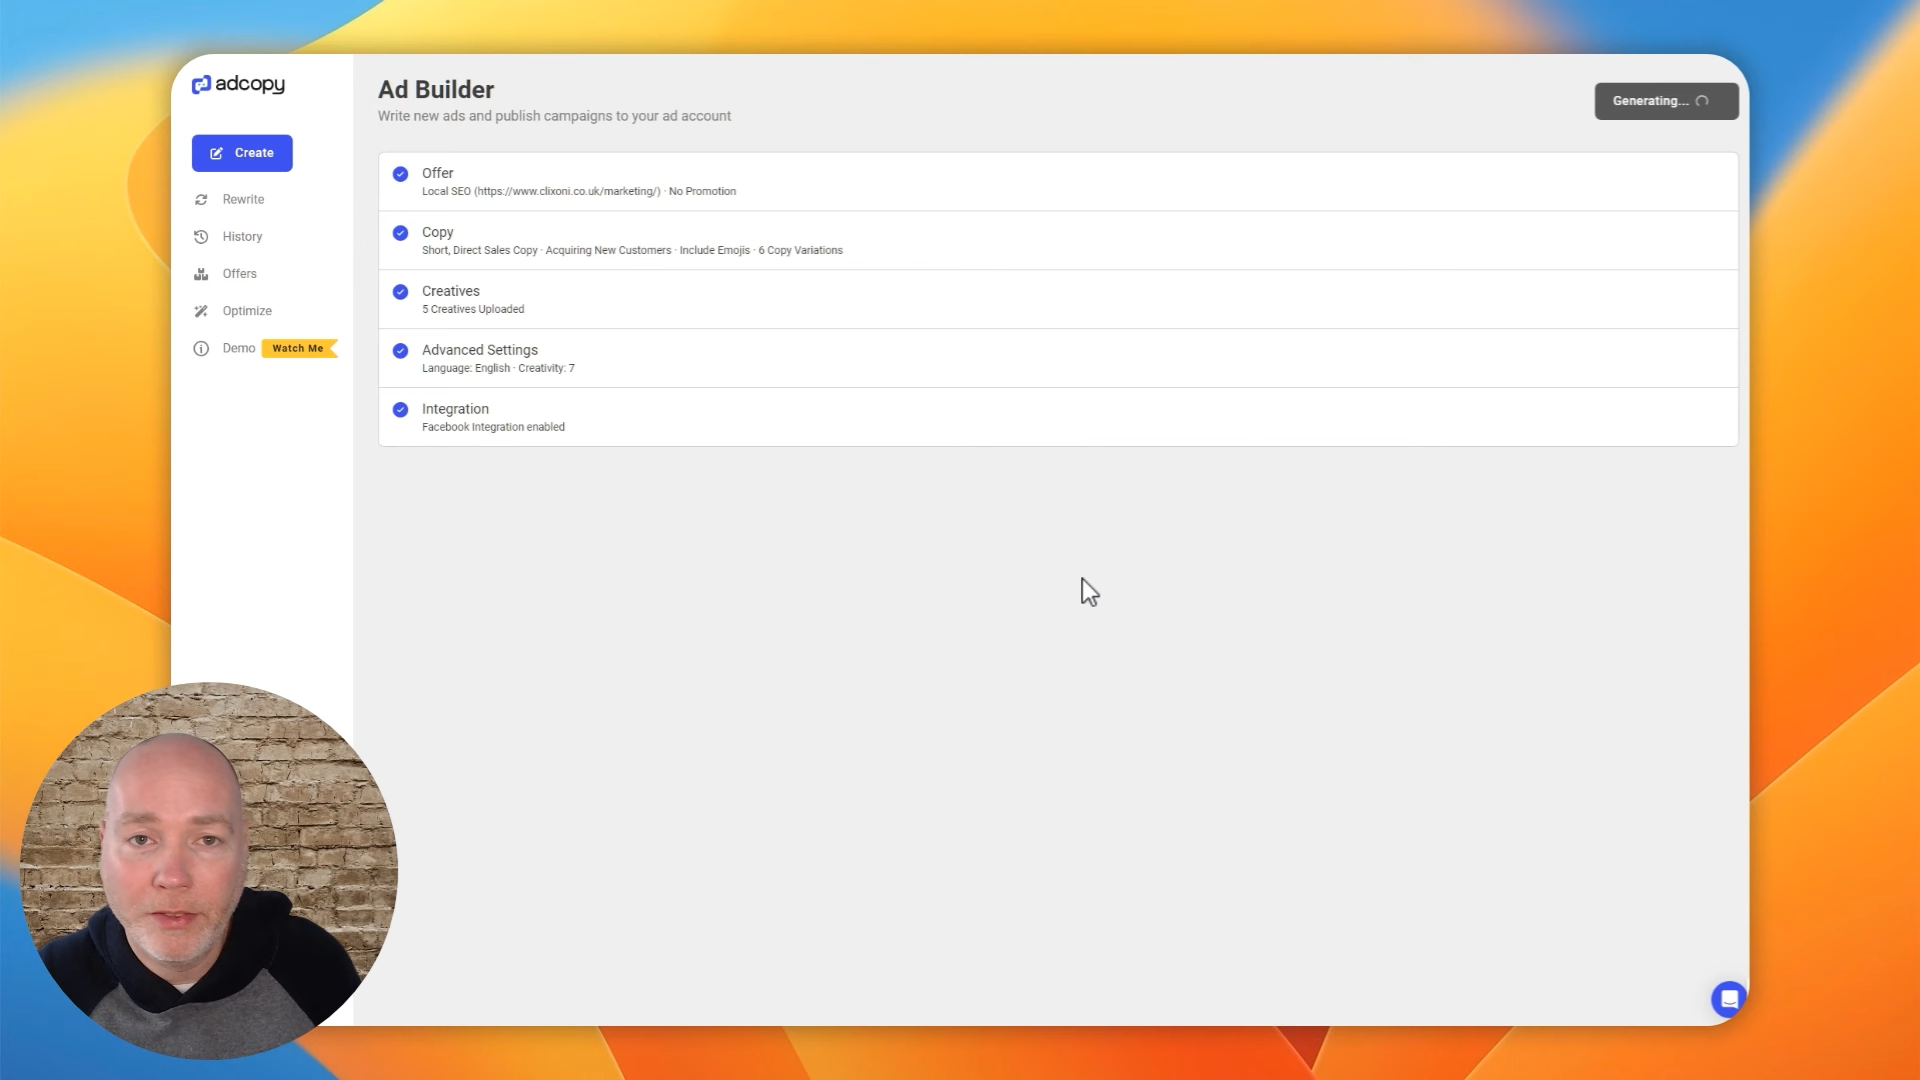 adcopy
Create
Rewrite
History
Offers
Optimize
Demo Watch Me
Ad Builder
Write new ads and publish campaigns to your ad account
Generating...
Offer
Local SEO (https://www.clixoni.co.uk/marketing/) · No Promotion
Copy
Short, Direct Sales Copy · Acquiring New Customers · Include Emojis · 6 Copy Variations
Creatives
5 Creatives Uploaded
Advanced Settings
Language: English · Creativity: 7
Integration
Facebook Integration enabled